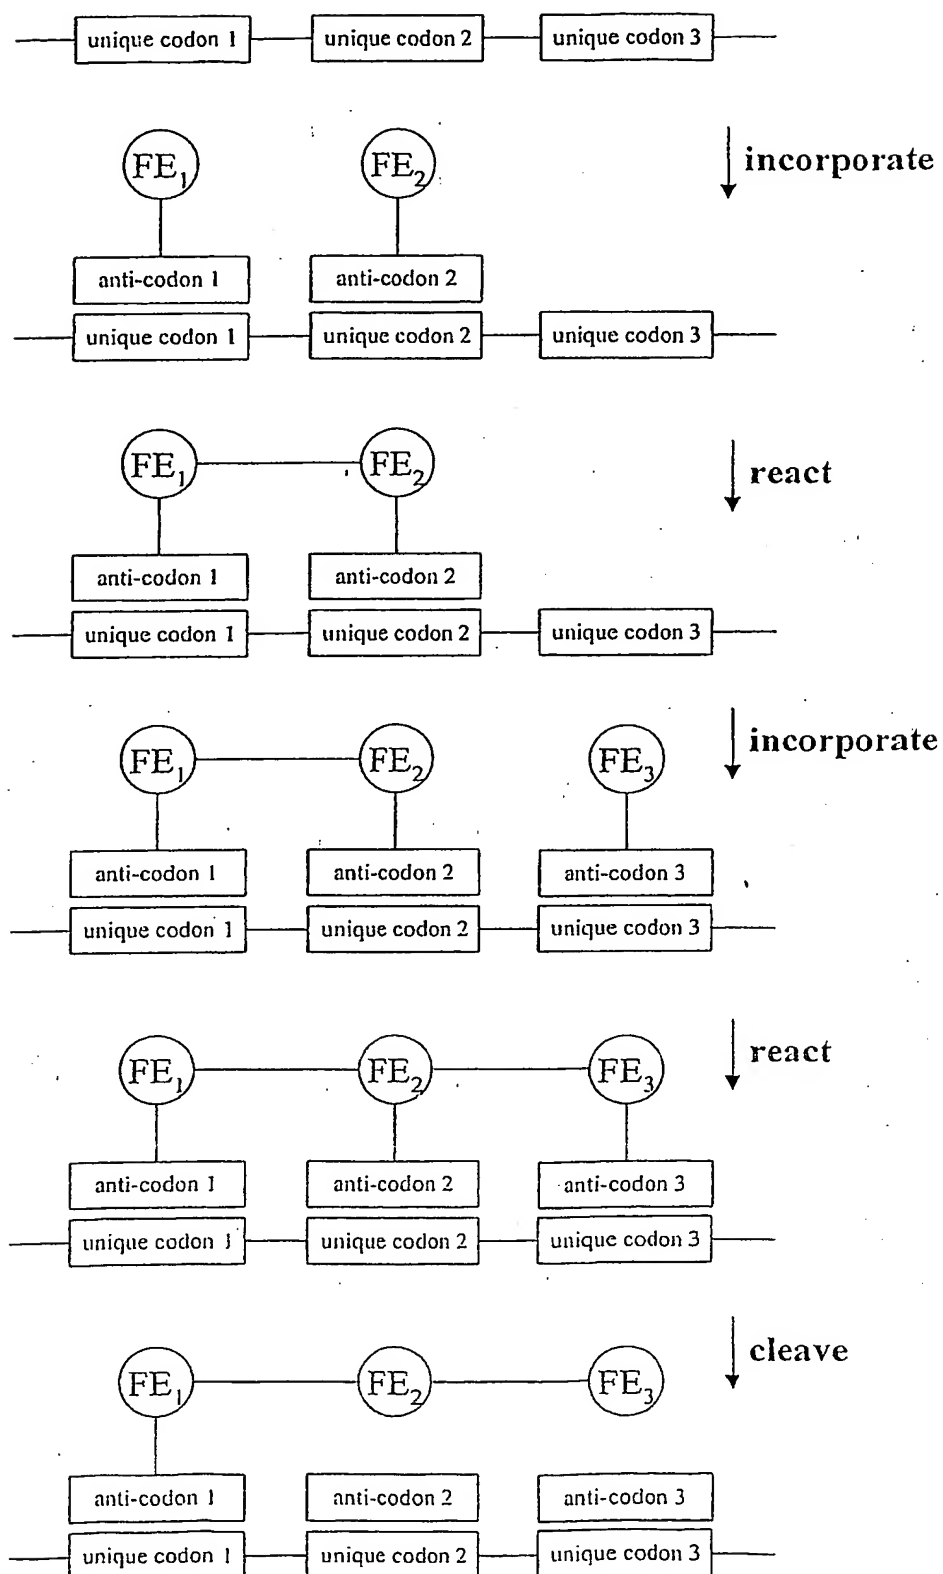 unique codon 1 unique codon 2 unique codon 3
incorporate
FE1 FE2
anti-codon 1 anti-codon 2
unique codon 1 unique codon 2 unique codon 3
react
FE1 FE2
anti-codon 1 anti-codon 2
unique codon 1 unique codon 2 unique codon 3
incorporate
FE1 FE2 FE3
anti-codon 1 anti-codon 2 anti-codon 3
unique codon 1 unique codon 2 unique codon 3
react
FE1 FE2 FE3
anti-codon 1 anti-codon 2 anti-codon 3
unique codon 1 unique codon 2 unique codon 3
cleave
FE1 FE2 FE3
anti-codon 1 anti-codon 2 anti-codon 3
unique codon 1 unique codon 2 unique codon 3